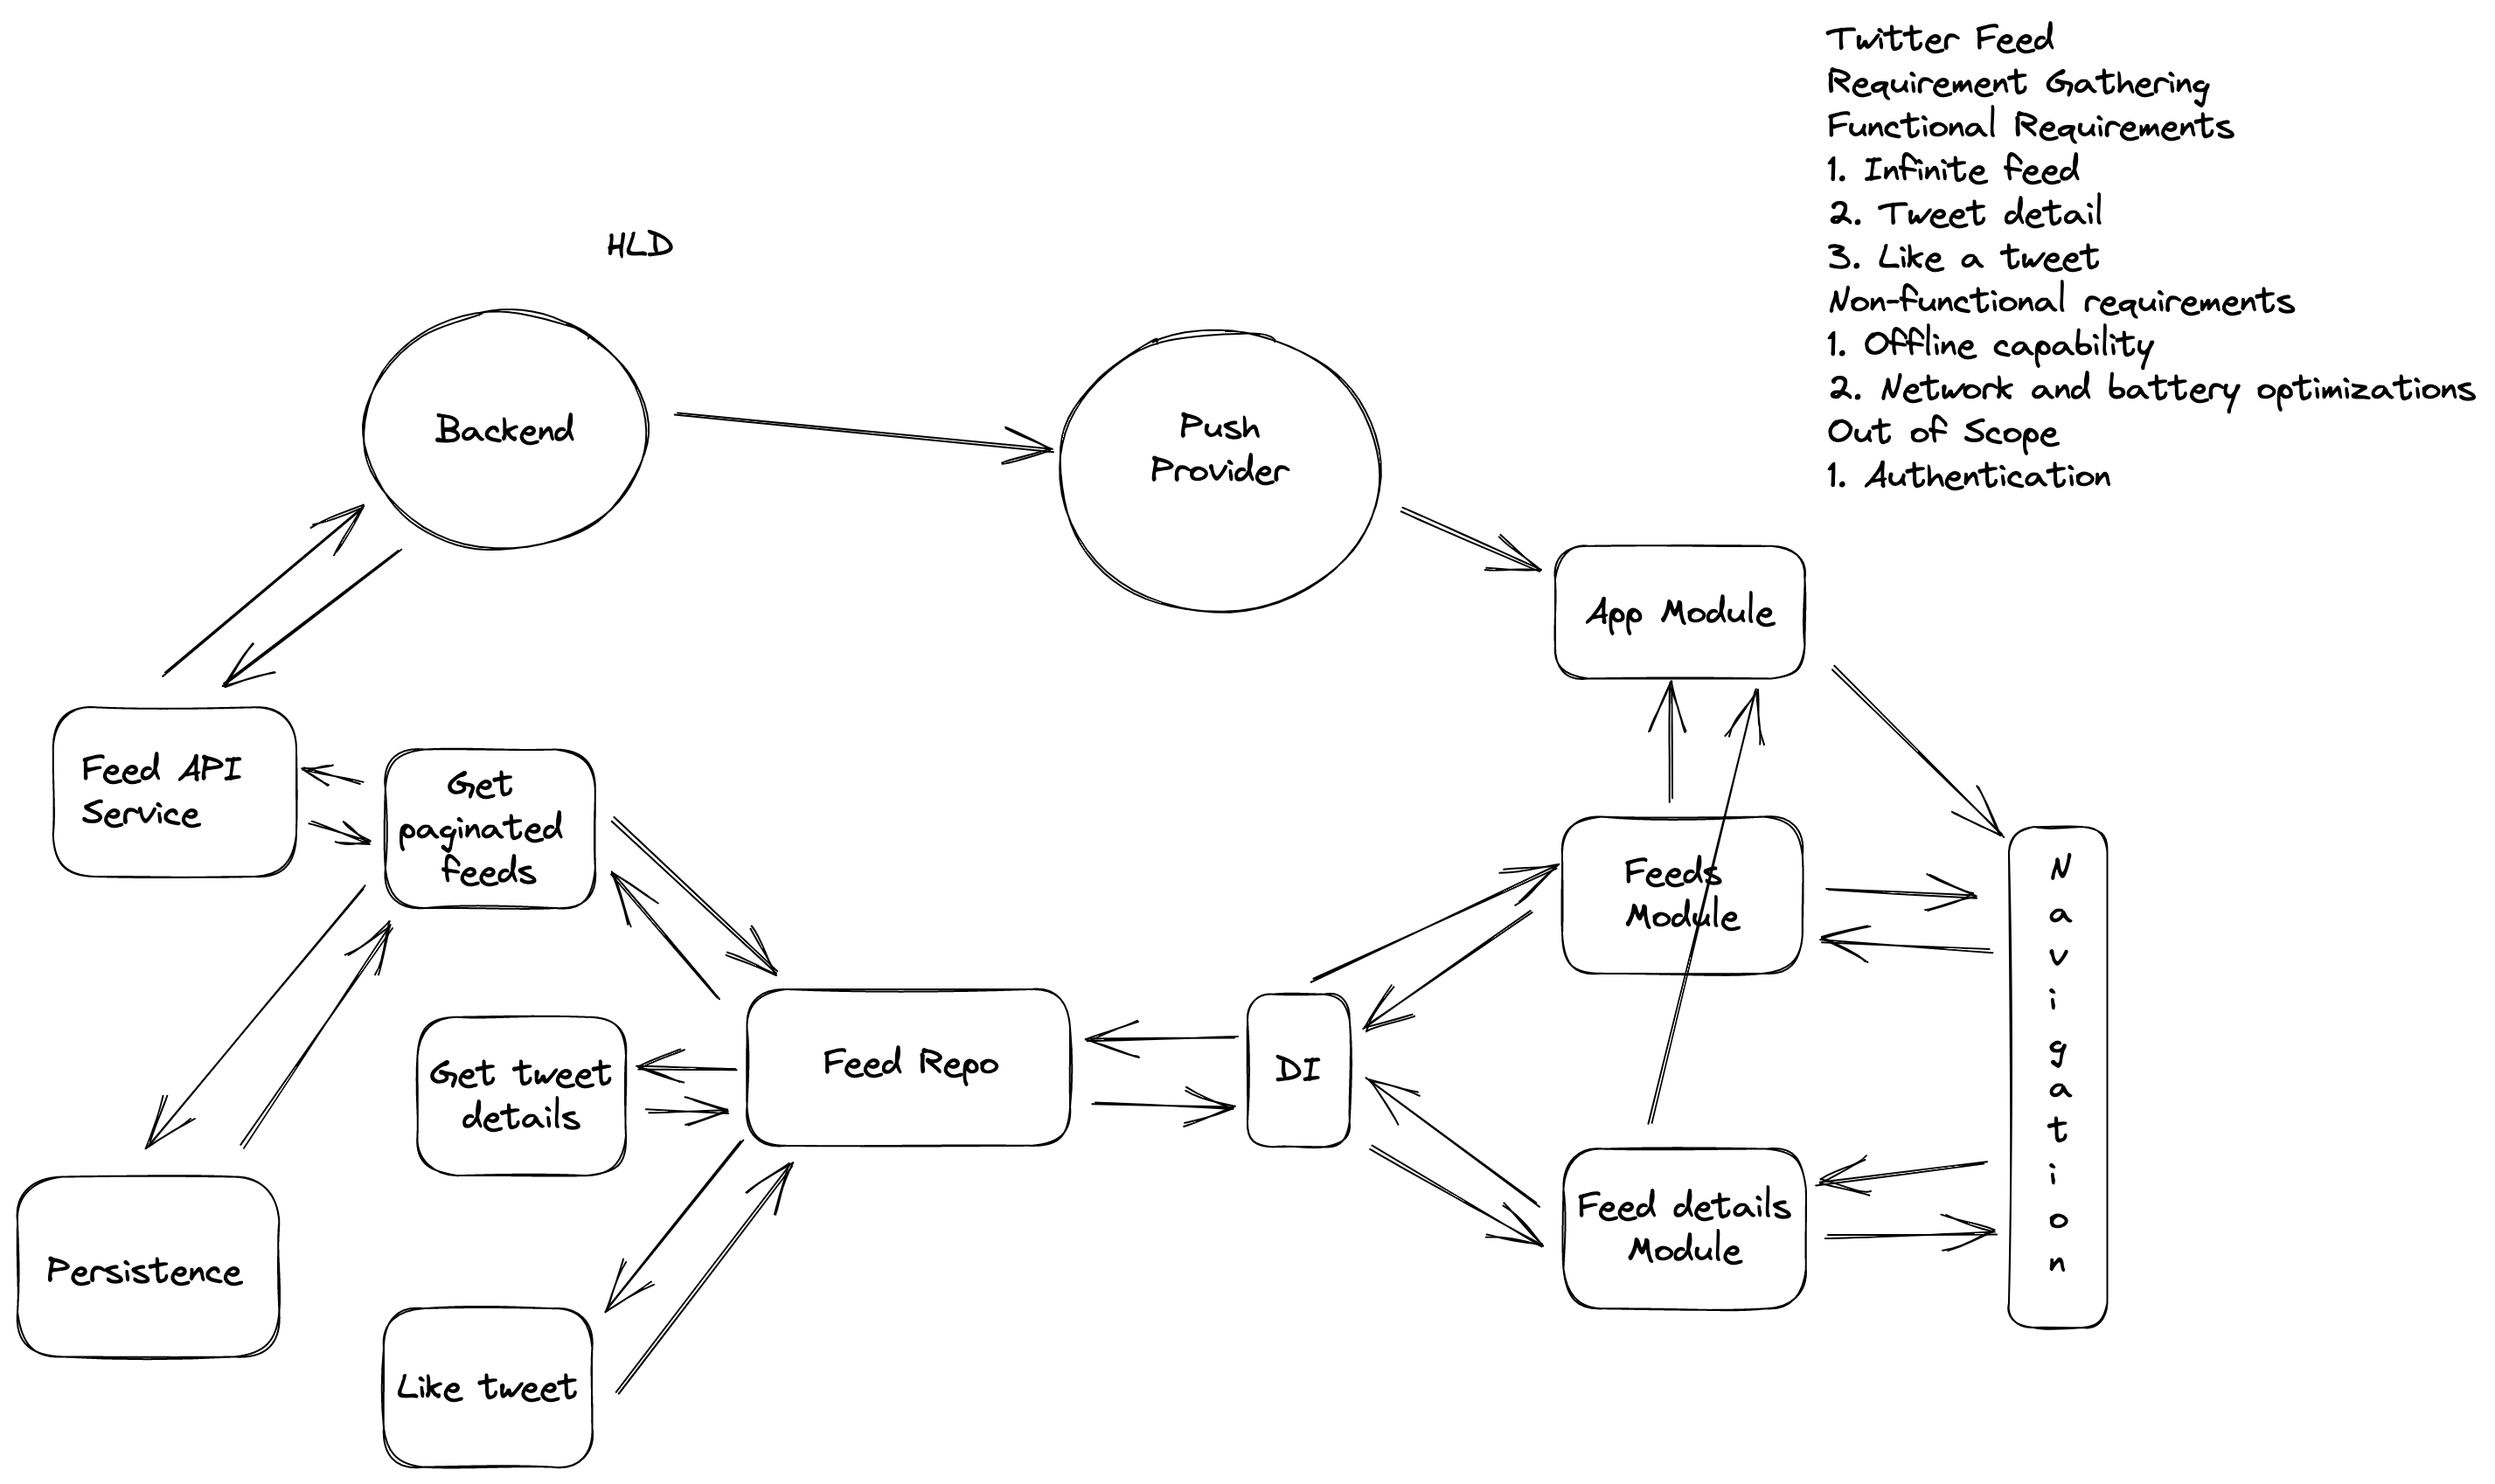 Twitter Feed
Requirement Gathering
Functional Requirements
1. Infinite feed
2. Tweet detail
3. Like a tweet
Non-functional requirements
1. Offline capability
2. Network and battery optimizations
Out of Scope
1. Authentication
HLD
Backend
Push
Provider
App Module
Feed API
Service
Get
paginated
feeds
Feeds
Module
Navigation
Get tweet
details
Feed Repo
DI
Feed details
Module
Persistence
Like tweet